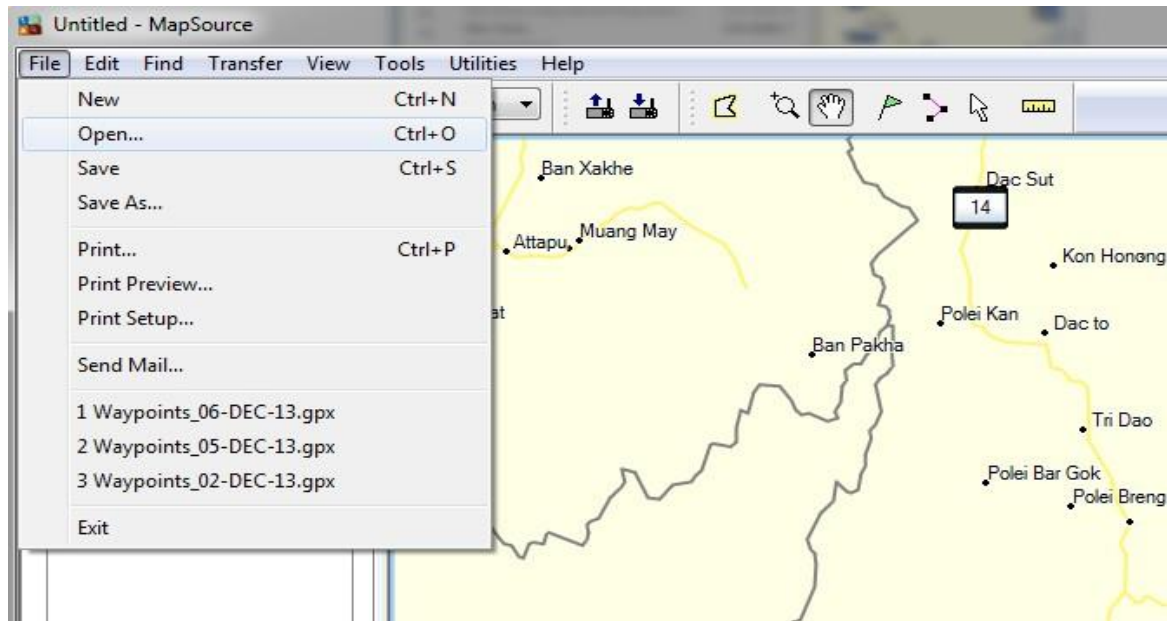 Untitled - MapSource
File Edit Find Transfer View Tools Utilities Help
New Ctrl+N
Open... Ctrl+O
Save Ctrl+S
Save As...
Print... Ctrl+P
Print Preview...
Print Setup...
Send Mail...
1 Waypoints_06-DEC-13.gpx
2 Waypoints_05-DEC-13.gpx
3 Waypoints_02-DEC-13.gpx
Exit
Ban Xakhe
Dac Sut
14
Muang May
Attapu
Kon Honong
at
Polei Kan
Dac to
Ban Pakha
Tri Dao
Polei Bar Gok
Polei Breng